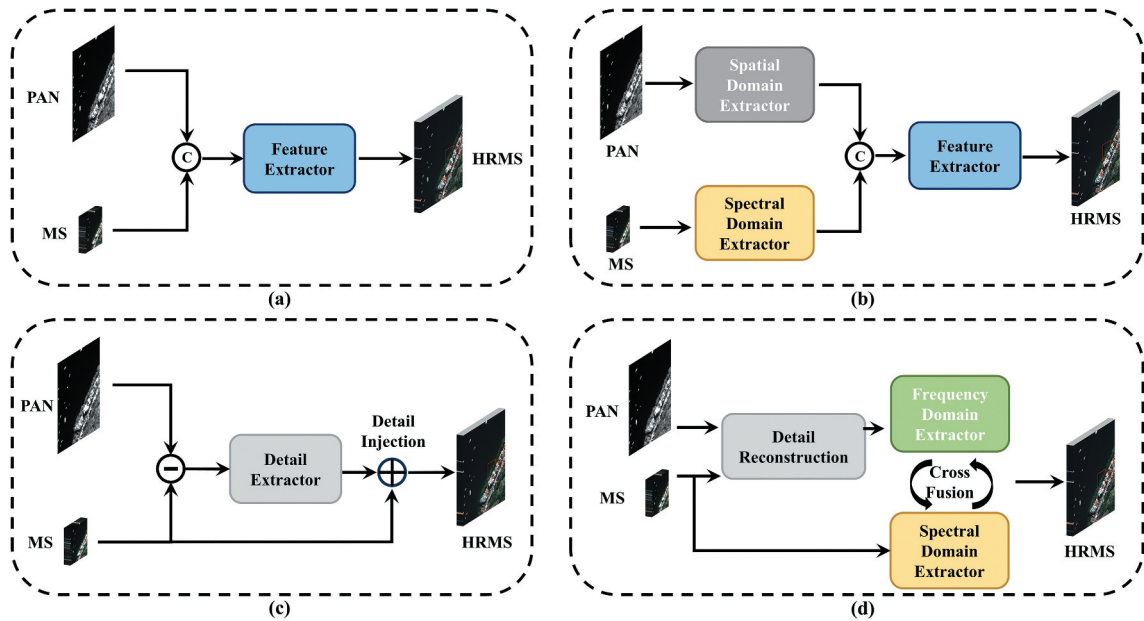 PAN
C
Feature
Extractor
HRMS
MS
(a)
PAN
Spatial
Domain
Extractor
C
Feature
Extractor
HRMS
Spectral
Domain
Extractor
MS
(b)
PAN
Detail
Injection
Detail
Extractor
MS
HRMS
(c)
PAN
Frequency
Domain
Extractor
Detail
Reconstruction
Cross
Fusion
MS
Spectral
Domain
Extractor
HRMS
(d)